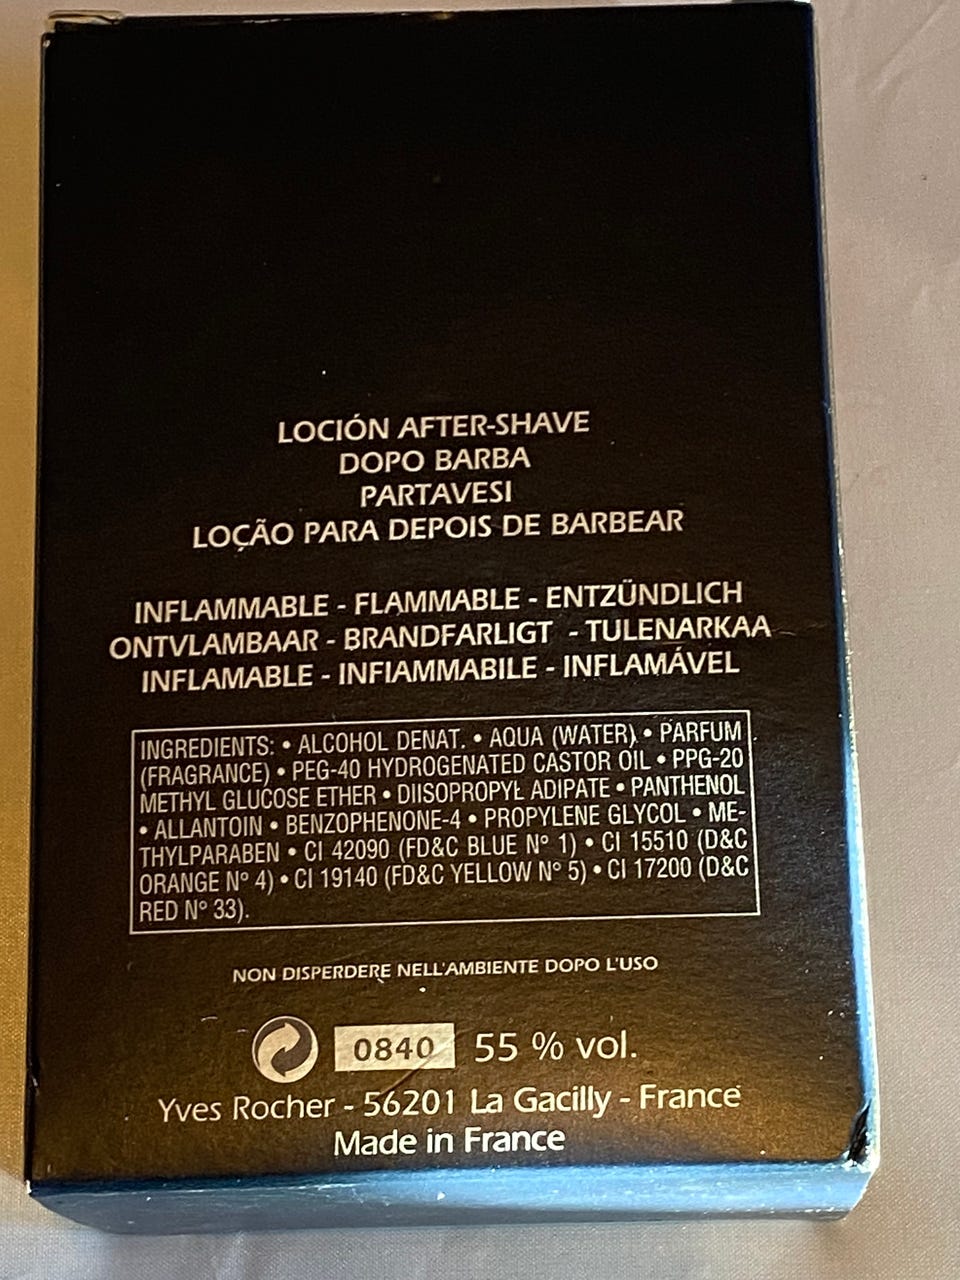 LOCIÓN AFTER-SHAVE
DOPO BARBA
PARTAVESI
LOÇÃO PARA DEPOIS DE BARBEAR
INFLAMMABLE - FLAMMABLE - ENTZÜNDLICH
ONTVLAMBAAR - BRANDFARLIGT - TULENARKAA
INFLAMABLE - INFIAMMABILE - INFLAMÁVEL
INGREDIENTS: • ALCOHOL DENAT. • AQUA (WATER) • PARFUM
(FRAGRANCE) • PEG-40 HYDROGENATED CASTOR OIL • PPG-20
METHYL GLUCOSE ETHER • DIISOPROPYL ADIPATE • PANTHENOL
• ALLANTOIN • BENZOPHENONE-4 • PROPYLENE GLYCOL • ME-
THYLPARABEN • CI 42090 (FD&C BLUE N° 1) • CI 15510 (D&C
ORANGE N° 4) • CI 19140 (FD&C YELLOW N° 5) • CI 17200 (D&C
RED N° 33).
NON DISPERDERE NELL'AMBIENTE DOPO L'USO
0840 55 % vol.
Yves Rocher - 56201 La Gacilly - France
Made in France